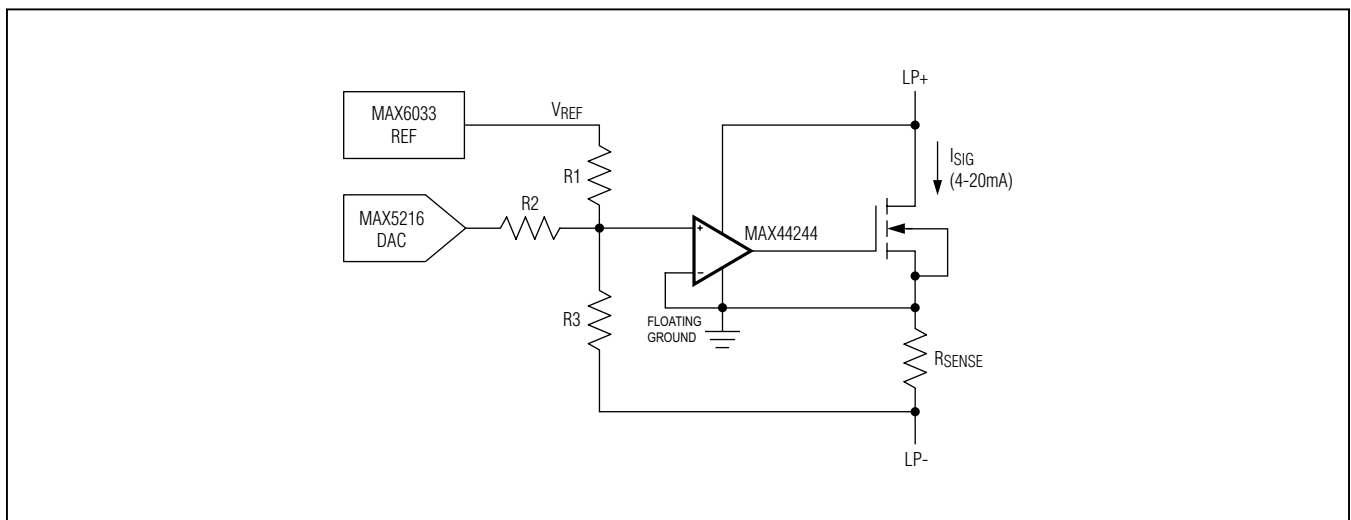 LP+
MAX6033
REF
VREF
R1
ISIG
(4-20mA)
MAX5216
DAC
R2
+
-
MAX44244
R3
FLOATING
GROUND
RSENSE
LP-